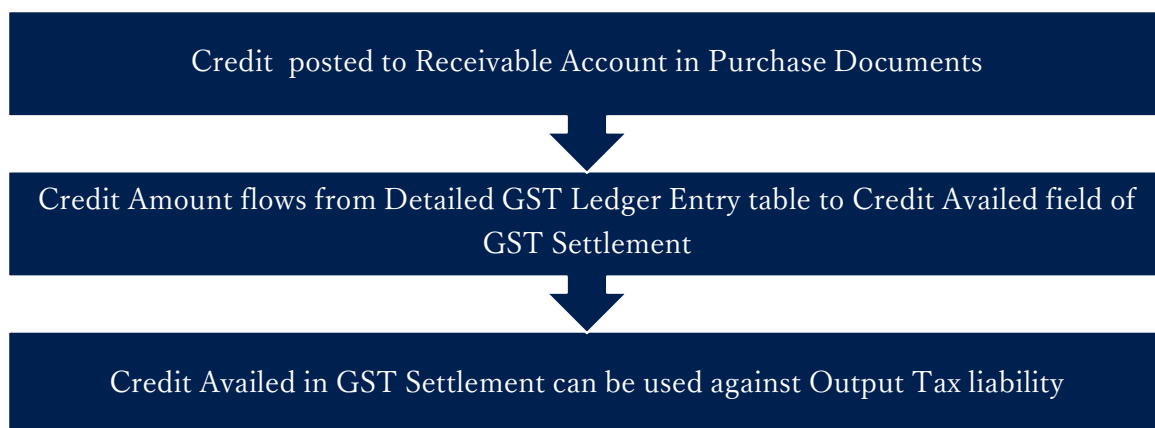 Credit  posted to Receivable Account in Purchase Documents
Credit Amount flows from Detailed GST Ledger Entry table to Credit Availed field of
GST Settlement
Credit Availed in GST Settlement can be used against Output Tax liability